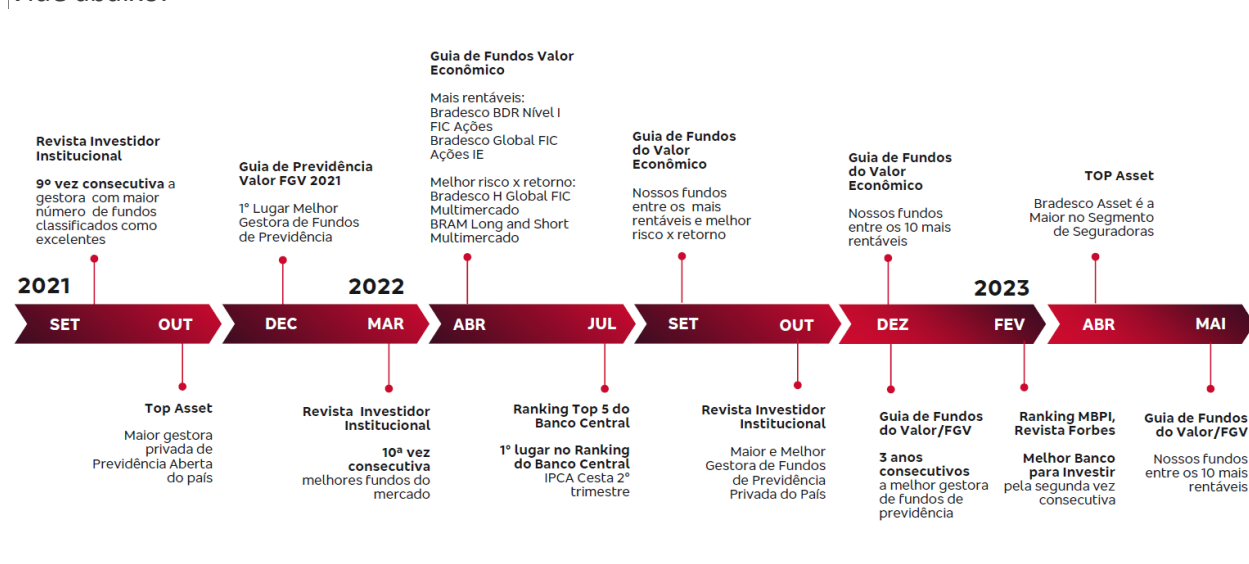 Guia de Fundos Valor
Econômico
Mais rentáveis:
Bradesco BDR Nível I
FIC Ações
Bradesco Global FIC
Ações IE
Melhor risco x retorno:
Bradesco H Global FIC
Multimercado
BRAM Long and Short
Multimercado
Revista Investidor
Institucional
9º vez consecutiva a
gestora com maior
número de fundos
classificados como
excelentes
Guia de Previdência
Valor FGV 2021
1° Lugar Melhor
Gestora de Fundos
de Previdência
Guia de Fundos
do Valor
Econômico
Nossos fundos
entre os mais
rentáveis e melhor
risco x retorno
Guia de Fundos
do Valor
Econômico
Nossos fundos
entre os 10 mais
rentáveis
TOP Asset
Bradesco Asset é a
Maior no Segmento
de Seguradoras
2021
2022
2023
SET
OUT
DEC
MAR
ABR
JUL
SET
OUT
DEZ
FEV
ABR
MAI
Top Asset
Maior gestora
privada de
Previdência Aberta
do país
Revista Investidor
Institucional
10ª vez
consecutiva
melhores fundos do
mercado
Ranking Top 5 do
Banco Central
1° lugar no Ranking
do Banco Central
IPCA Cesta 2°
trimestre
Revista Investidor
Institucional
Maior e Melhor
Gestora de Fundos
de Previdência
Privada do País
Guia de Fundos
do Valor/FGV
3 anos
consecutivos
a melhor gestora
de fundos de
previdência
Ranking MBPI,
Revista Forbes
Melhor Banco
para Investir
pela segunda vez
consecutiva
Guia de Fundos
do Valor/FGV
Nossos fundos
entre os 10 mais
rentáveis